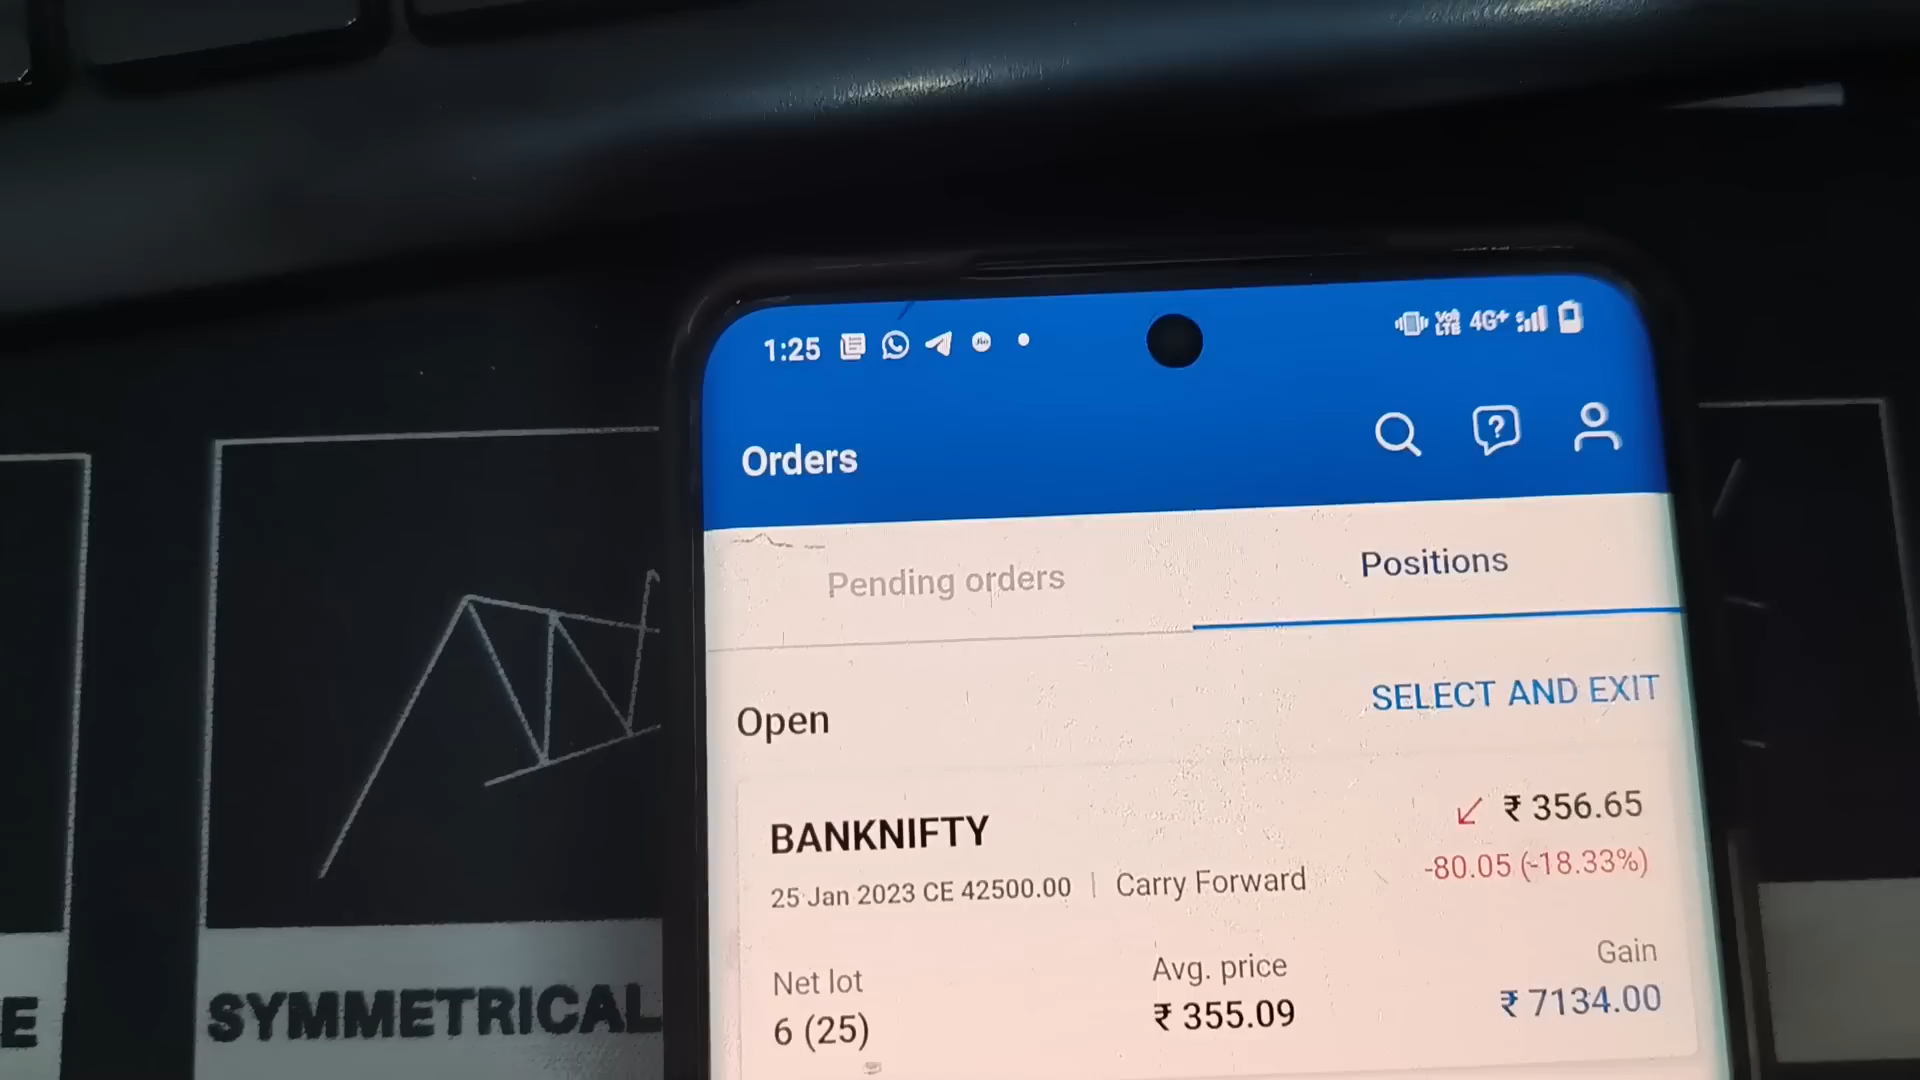 1:25
VoLTE 4G+
Orders
Pending orders
Positions
Open
SELECT AND EXIT
BANKNIFTY
₹ 356.65
25 Jan 2023 CE 42500.00 | Carry Forward
-80.05 (-18.33%)
Net lot
Avg. price
Gain
6 (25)
₹ 355.09
₹ 7134.00
E
SYMMETRICAL